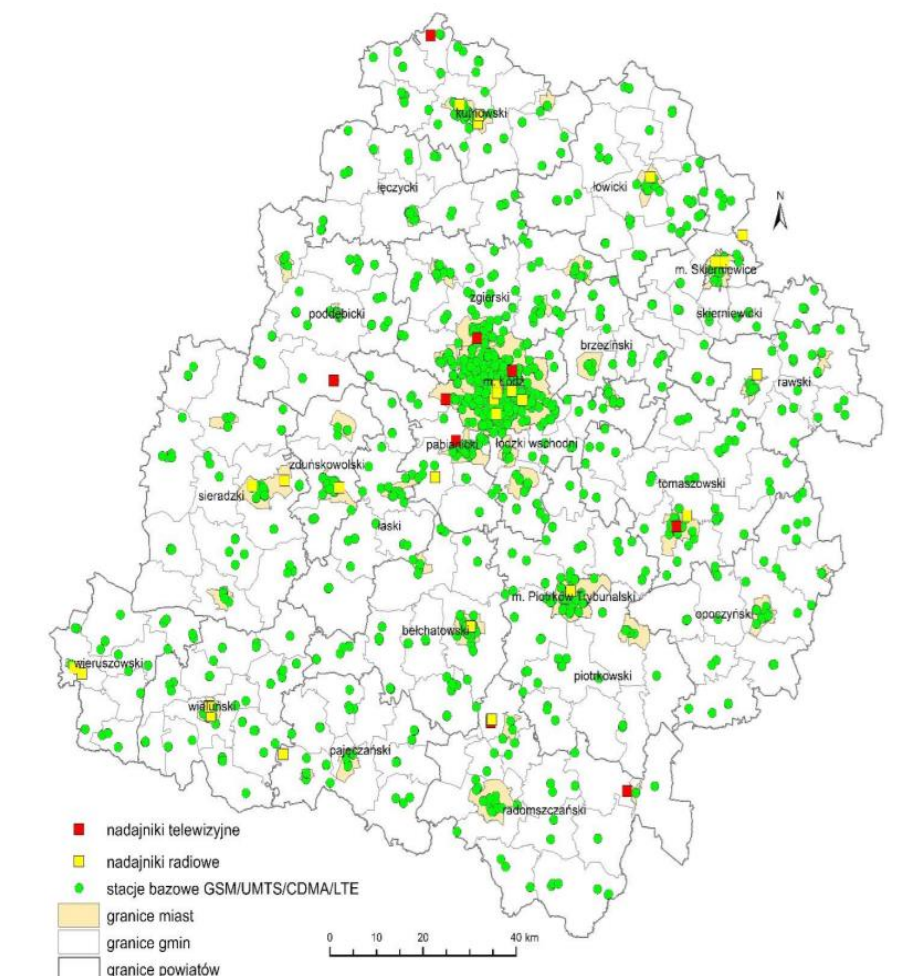 kutnowski
łęczycki
łowicki
N
m. Skierniewice
zgierski
poddębicki
skierniewicki
brzeziński
m. Łódź
rawski
pabianicki
łódzki wschodni
zduńskowolski
sieradzki
tomaszowski
łaski
m. Piotrków Trybunalski
opoczyński
bełchatowski
wieruszowski
piotrkowski
wieluński
pajęczański
radomszczański
nadajniki telewizyjne
nadajniki radiowe
stacje bazowe GSM/UMTS/CDMA/LTE
granice miast
granice gmin
granice powiatów
0 10 20 40 km